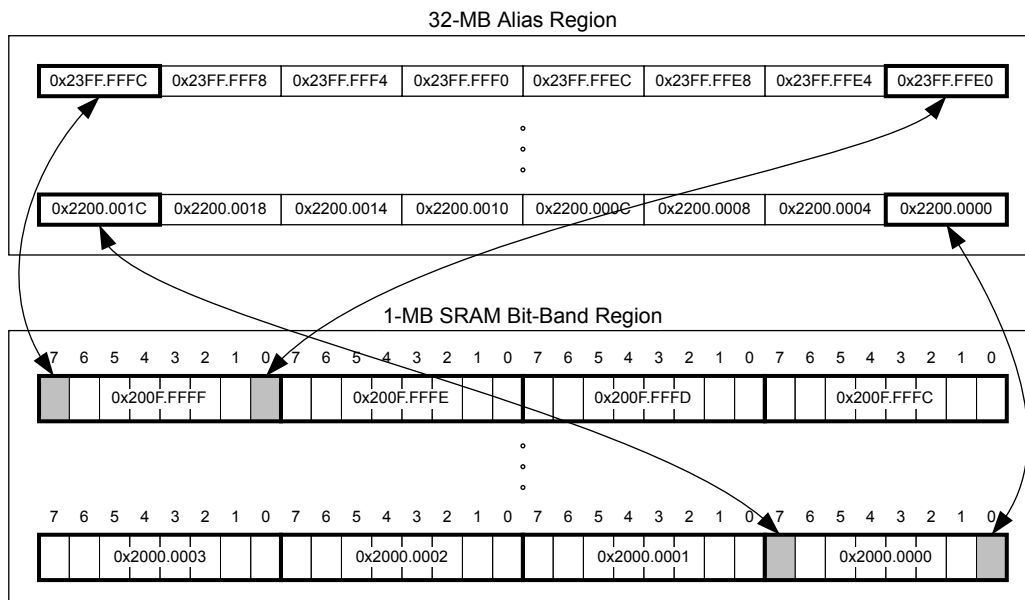 32-MB Alias Region
0x23FF.FFFC 0x23FF.FFF8 0x23FF.FFF4 0x23FF.FFF0 0x23FF.FFEC 0x23FF.FFE8 0x23FF.FFE4 0x23FF.FFE0
0x2200.001C 0x2200.0018 0x2200.0014 0x2200.0010 0x2200.000C 0x2200.0008 0x2200.0004 0x2200.0000
1-MB SRAM Bit-Band Region
7 6 5 4 3 2 1 0 7 6 5 4 3 2 1 0 7 6 5 4 3 2 1 0 7 6 5 4 3 2 1 0
0x200F.FFFF 0x200F.FFFE 0x200F.FFFD 0x200F.FFFC
7 6 5 4 3 2 1 0 7 6 5 4 3 2 1 0 7 6 5 4 3 2 1 0 7 6 5 4 3 2 1 0
0x2000.0003 0x2000.0002 0x2000.0001 0x2000.0000